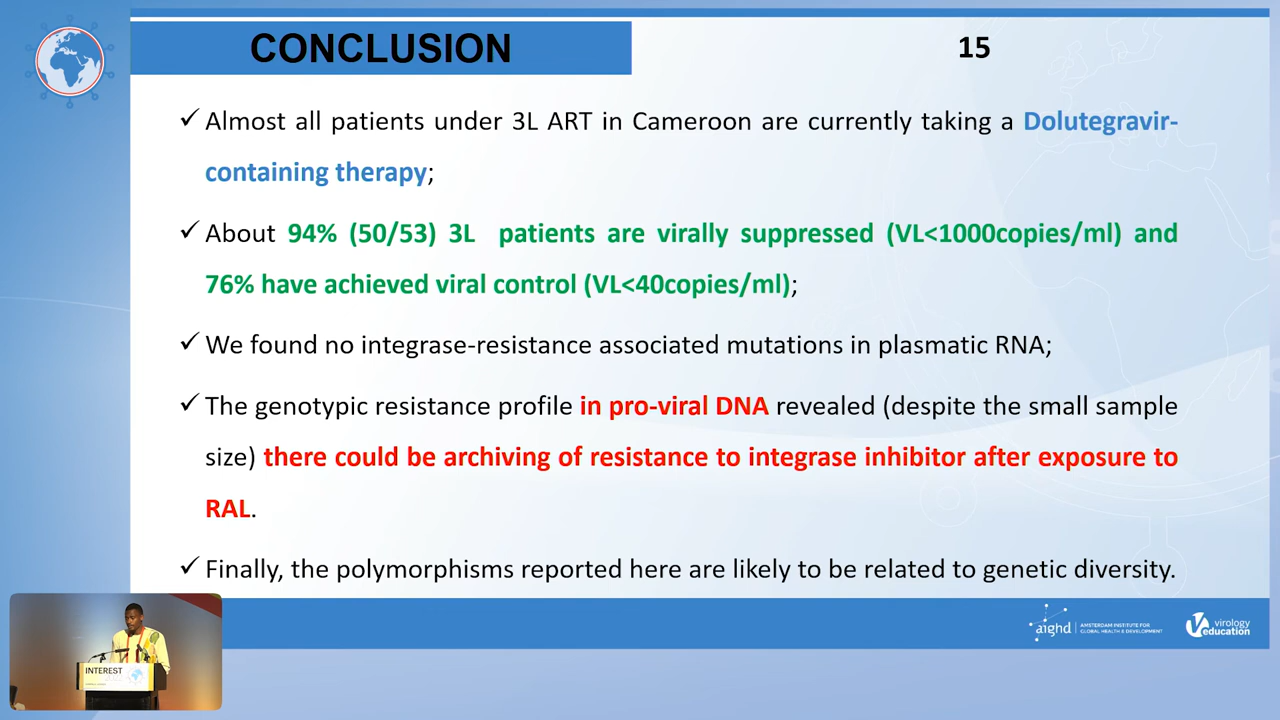 CONCLUSION
15
✓ Almost all patients under 3L ART in Cameroon are currently taking a Dolutegravir-
containing therapy;
✓ About 94% (50/53) 3L patients are virally suppressed (VL<1000copies/ml) and
76% have achieved viral control (VL<40copies/ml);
✓ We found no integrase-resistance associated mutations in plasmatic RNA;
✓ The genotypic resistance profile in pro-viral DNA revealed (despite the small sample
size) there could be archiving of resistance to integrase inhibitor after exposure to
RAL.
✓ Finally, the polymorphisms reported here are likely to be related to genetic diversity.
aighd
AMSTERDAM INSTITUTE FOR
GLOBAL HEALTH & DEVELOPMENT
virology
education
INTEREST